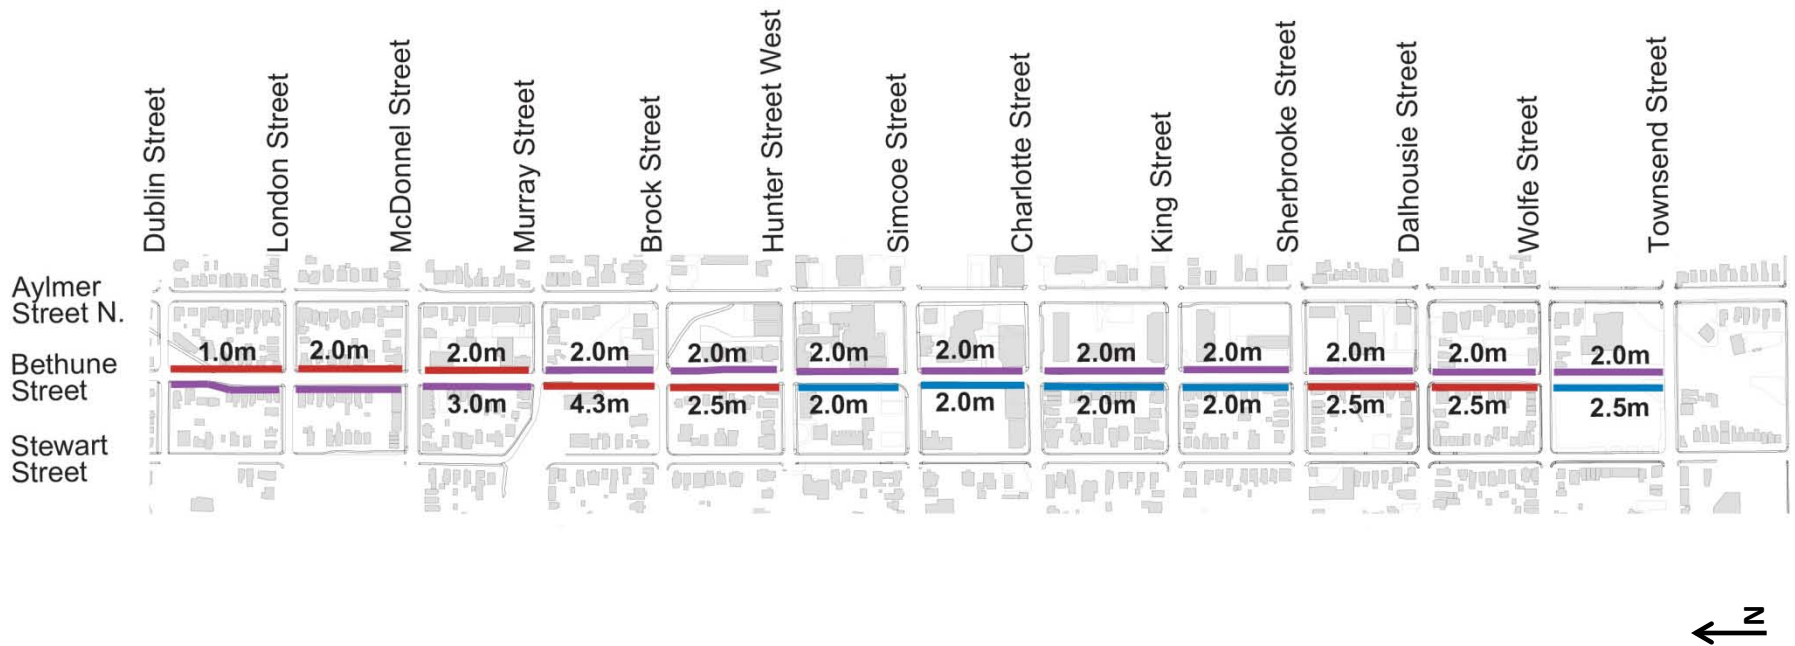 Dublin Street
London Street
McDonnel Street
Murray Street
Brock Street
Hunter Street West
Simcoe Street
Charlotte Street
King Street
Sherbrooke Street
Dalhousie Street
Wolfe Street
Townsend Street
Aylmer
Street N.
Bethune
Street
Stewart
Street
1.0m 2.0m 2.0m 2.0m 2.0m 2.0m 2.0m 2.0m 2.0m 2.0m 2.0m 2.0m
3.0m 4.3m 2.5m 2.0m 2.0m 2.0m 2.0m 2.5m 2.5m 2.5m
N